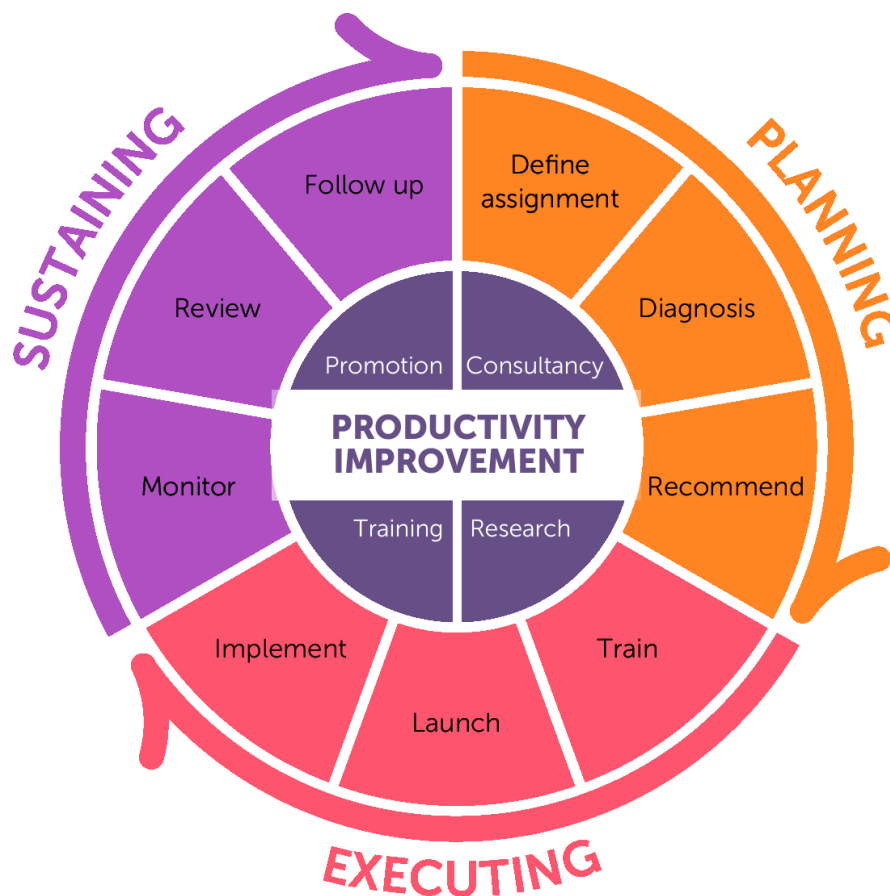 SUSTAINING
PLANNING
EXECUTING
Follow up
Define
assignment
Review
Diagnosis
Monitor
Recommend
Implement
Launch
Train
Promotion
Consultancy
PRODUCTIVITY
IMPROVEMENT
Training
Research